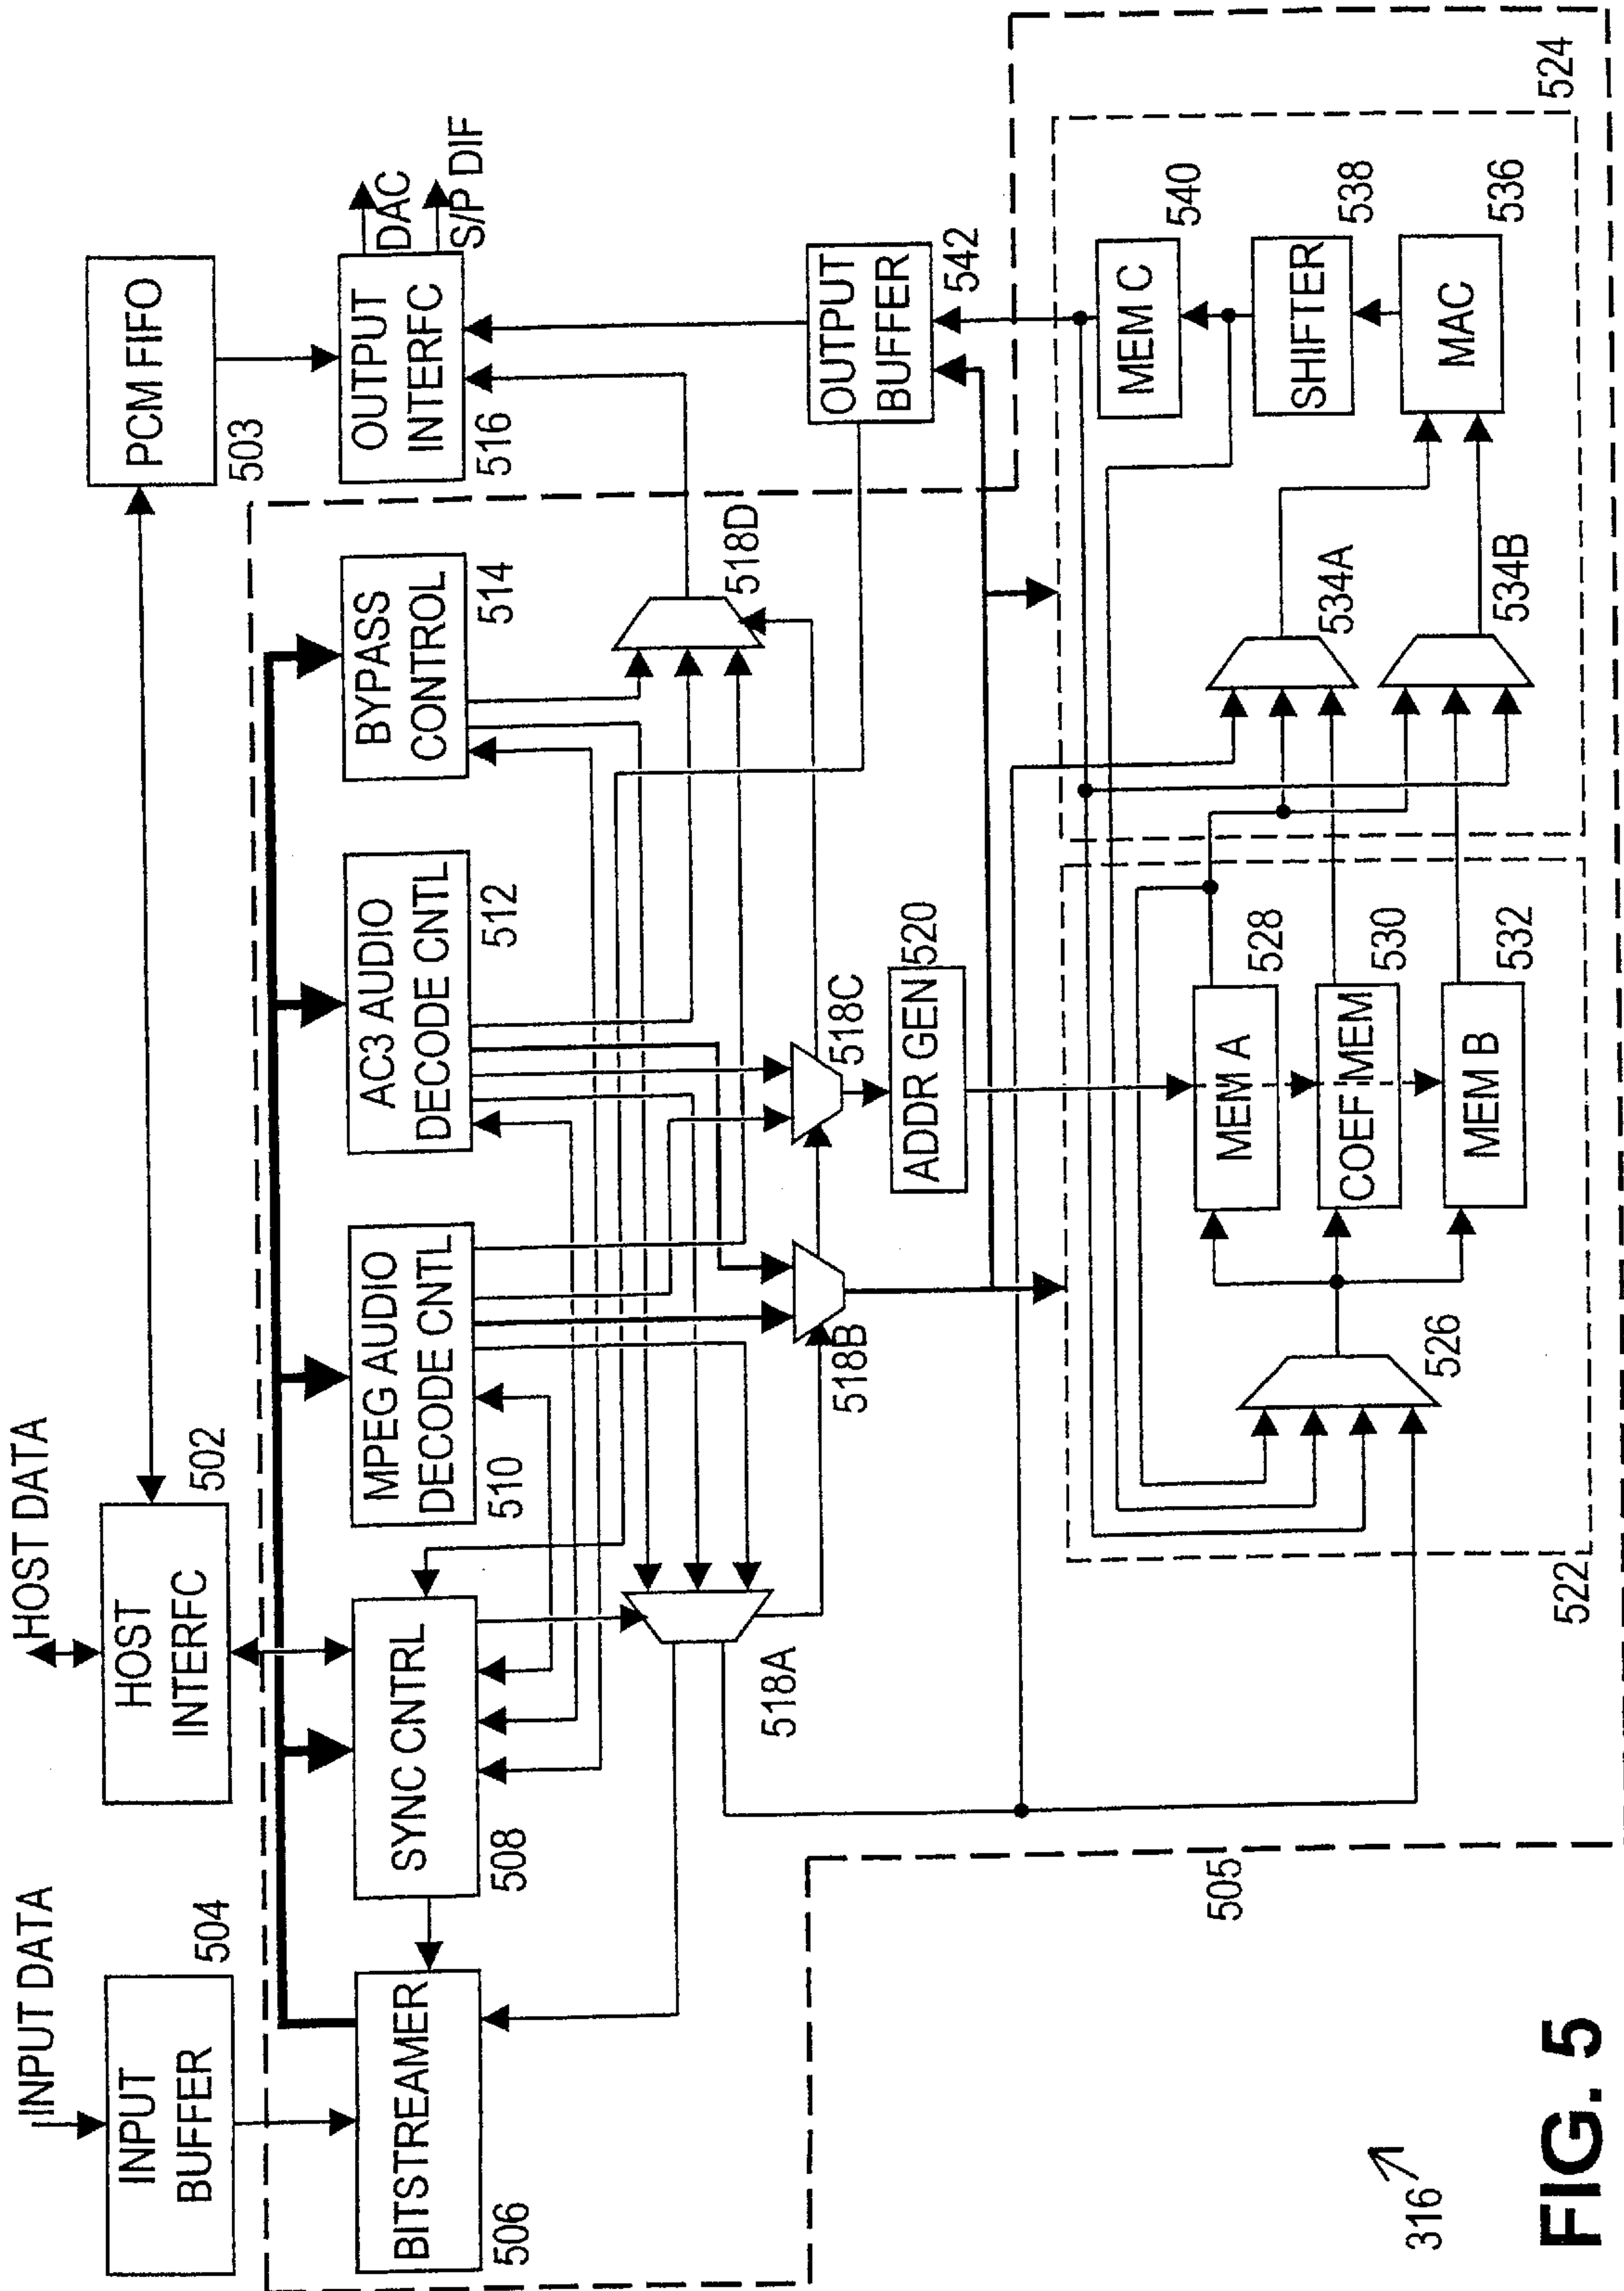 INPUT DATA
HOST DATA
INPUT
BUFFER
504
HOST
INTERFC
502
PCM FIFO
503
BITSTREAMER
506
SYNC CNTRL
508
MPEG AUDIO
DECODE CNTL
510
AC3 AUDIO
DECODE CNTL
512
BYPASS
CONTROL
514
OUTPUT
INTERFC
516
DAC
S/P DIF
518A
518B
518C
518D
ADDR GEN
520
OUTPUT
BUFFER
542
505
522
524
526
MEM A
528
COEF MEM
530
MEM B
532
534A
534B
MEM C
540
SHIFTER
538
MAC
536
316
FIG. 5